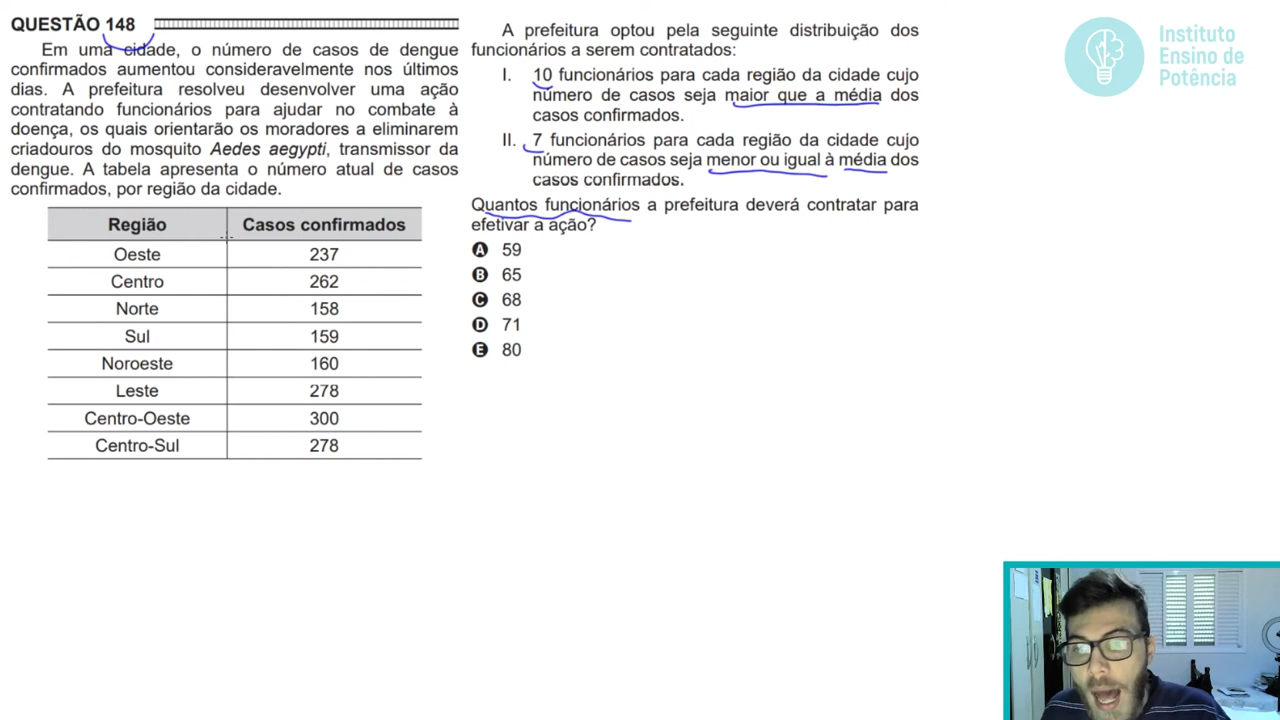 QUESTÃO 148
Em uma cidade, o número de casos de dengue
confirmados aumentou consideravelmente nos últimos
dias. A prefeitura resolveu desenvolver uma ação
contratando funcionários para ajudar no combate à
doença, os quais orientarão os moradores a eliminarem
criadouros do mosquito Aedes aegypti, transmissor da
dengue. A tabela apresenta o número atual de casos
confirmados, por região da cidade.
Região Casos confirmados
Oeste 237
Centro 262
Norte 158
Sul 159
Noroeste 160
Leste 278
Centro-Oeste 300
Centro-Sul 278
A prefeitura optou pela seguinte distribuição dos
funcionários a serem contratados:
I. 10 funcionários para cada região da cidade cujo
número de casos seja maior que a média dos
casos confirmados.
II. 7 funcionários para cada região da cidade cujo
número de casos seja menor ou igual à média dos
casos confirmados.
Quantos funcionários a prefeitura deverá contratar para
efetivar a ação?
A 59
B 65
C 68
D 71
E 80
Instituto
Ensino de
Potência